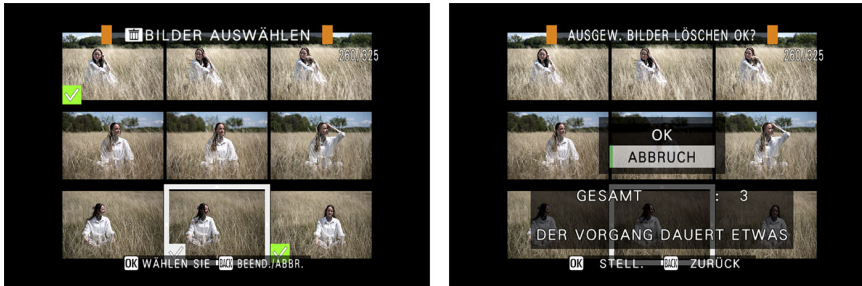 BILDER AUSWÄHLEN
260/325
OK WÄHLEN SIE BACK BEEND./ABBR.
AUSGEW. BILDER LÖSCHEN OK?
260/325
OK
ABBRUCH
GESAMT : 3
DER VORGANG DAUERT ETWAS
OK STELL. BACK ZURÜCK